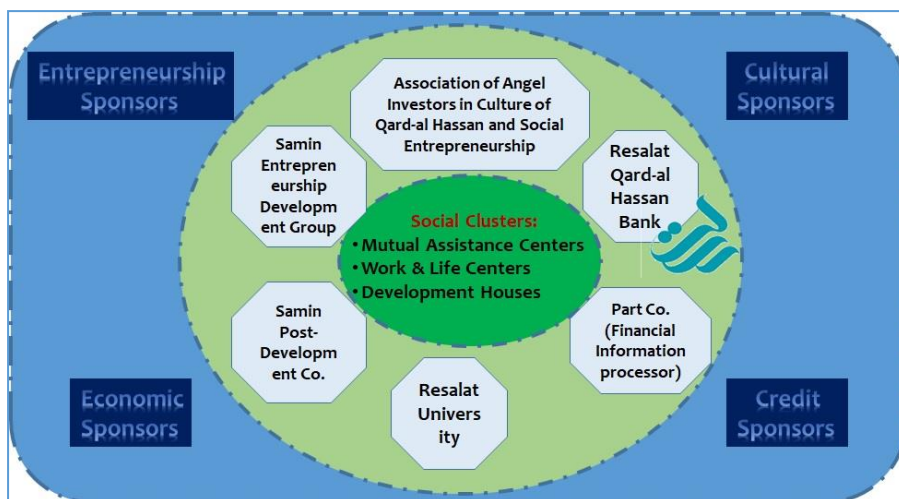 Entrepreneurship
Sponsors
Cultural
Sponsors
Association of Angel
Investors in Culture of
Qard-al Hassan and Social
Entrepreneurship
Samin
Entrepren
eurship
Developm
ent Group
Resalat
Qard-al
Hassan
Bank
Social Clusters:
• Mutual Assistance Centers
• Work & Life Centers
• Development Houses
Samin
Post-
Developm
ent Co.
Part Co.
(Financial
Information
processor)
Resalat
Univers
ity
Economic
Sponsors
Credit
Sponsors